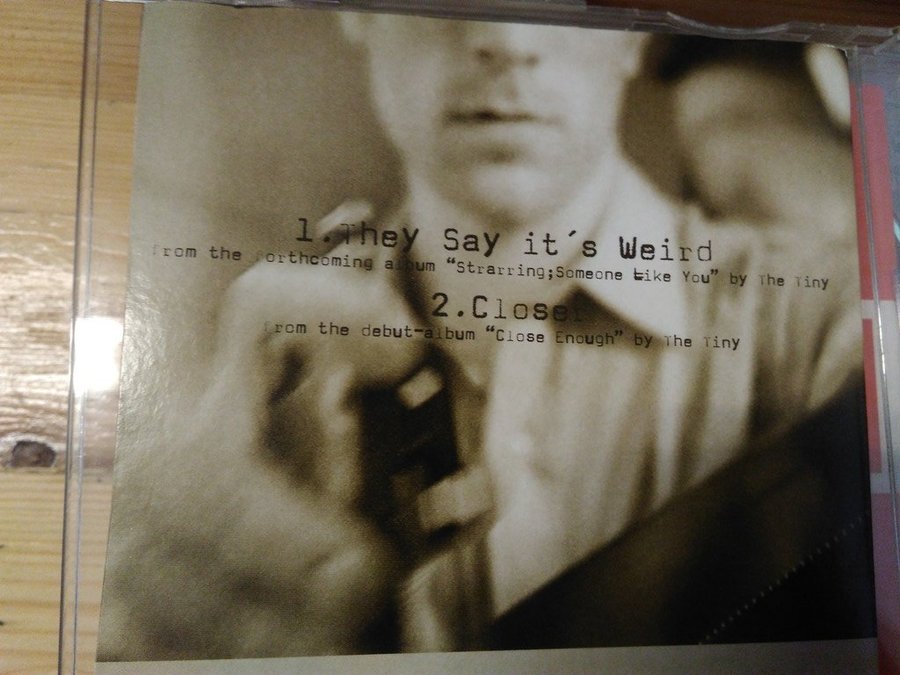 1.They Say it´s Weird
from the forthcoming album “Strarring;Someone Like You” by The Tiny
2.Closer
from the debut-album “Close Enough” by The Tiny